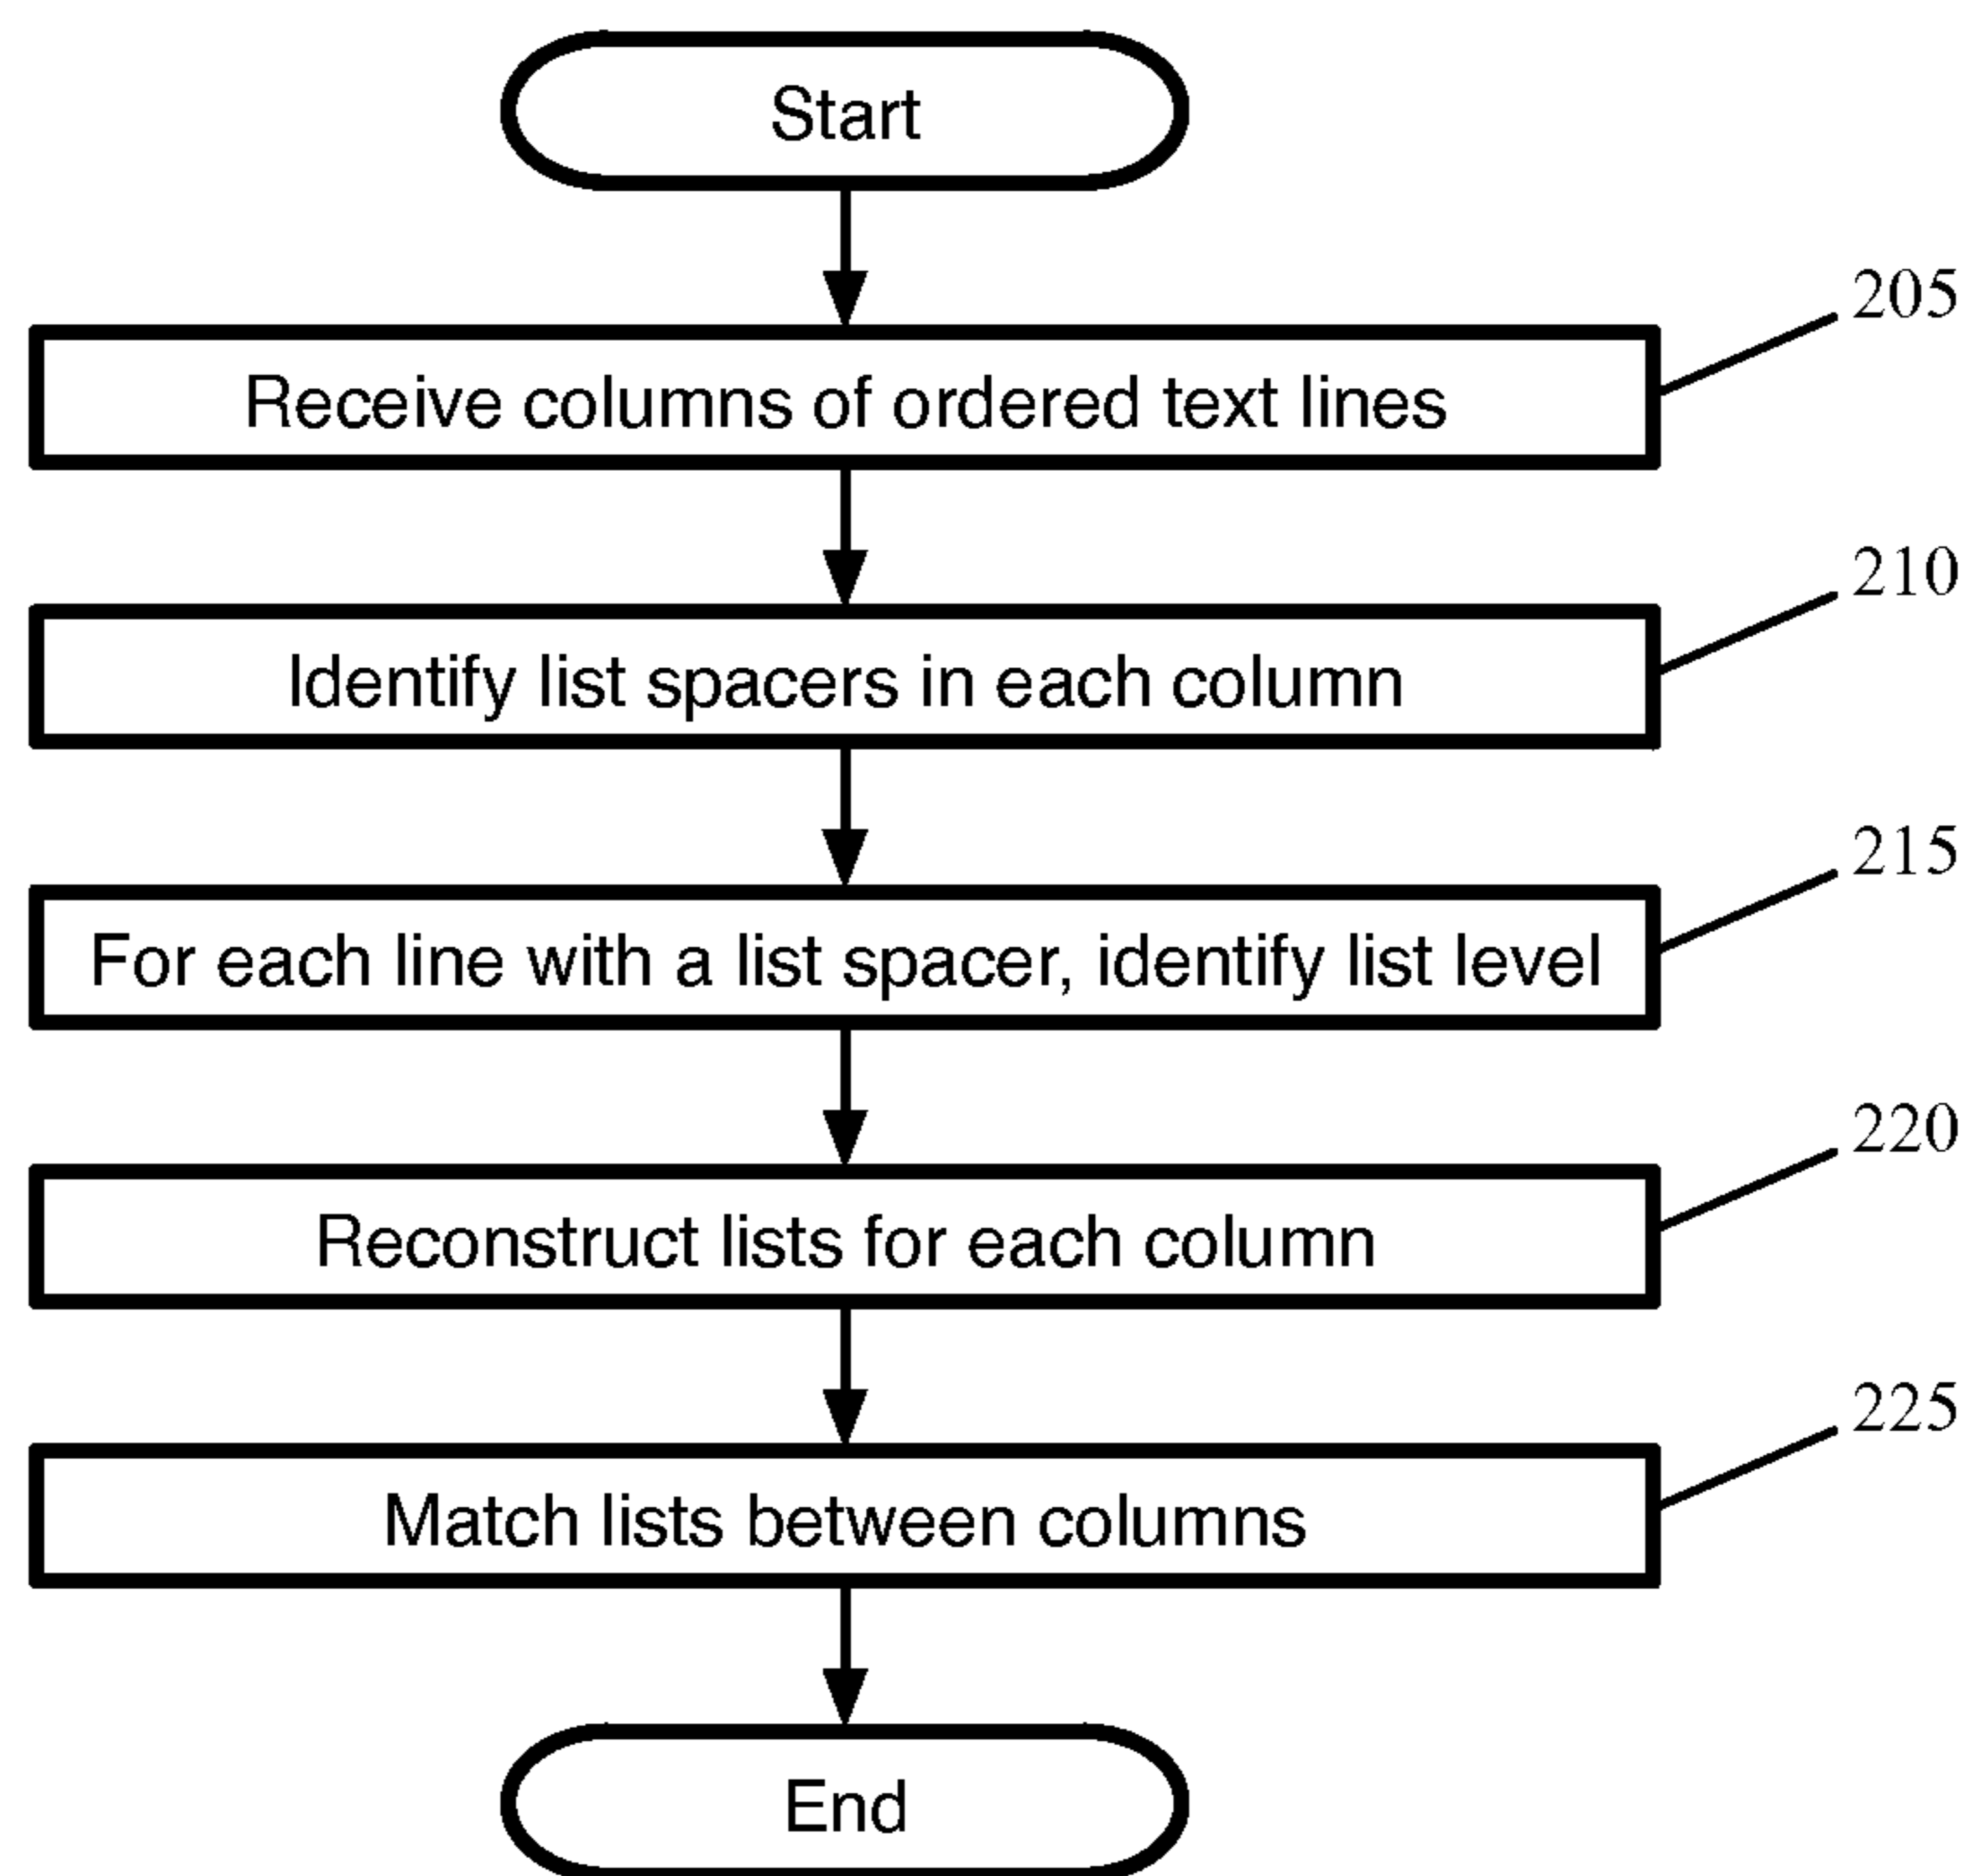 Start
205
Receive columns of ordered text lines
210
Identify list spacers in each column
215
For each line with a list spacer, identify list level
220
Reconstruct lists for each column
225
Match lists between columns
End